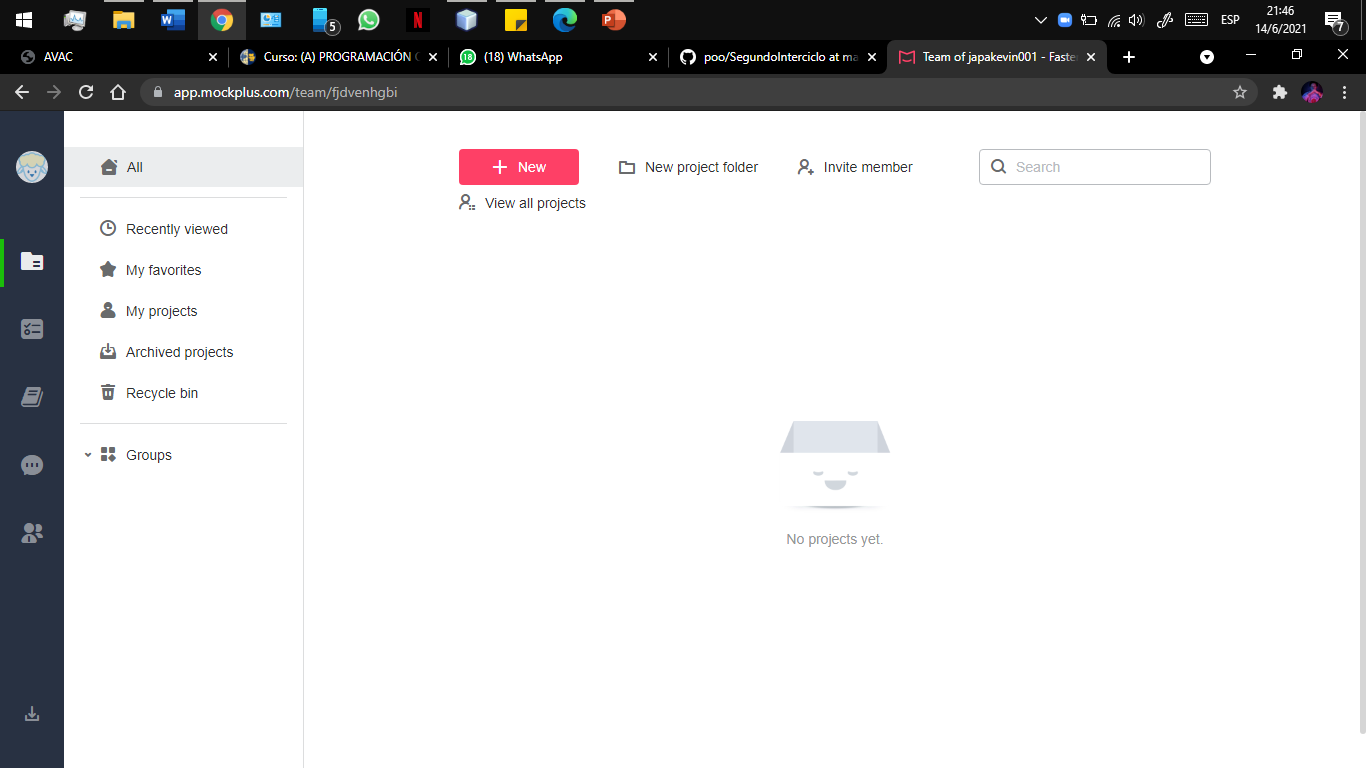 5
ESP
21:46
14/6/2021
7
AVAC
Curso: (A) PROGRAMACIÓN
(18) WhatsApp
poo/SegundoInterciclo at ma
Team of japakevin001 - Faste
app.mockplus.com/team/fjdvenhgbi
All
Recently viewed
My favorites
My projects
Archived projects
Recycle bin
Groups
New
New project folder
Invite member
Search
View all projects
No projects yet.